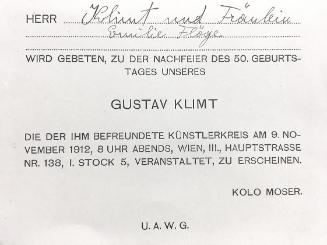 HERR Klimt und Fräulein
Emilie Flöge
WIRD GEBETEN, ZU DER NACHFEIER DES 50. GEBURTS-
TAGES UNSERES
GUSTAV KLIMT
DIE DER IHM BEFREUNDETE KÜNSTLERKREIS AM 9. NO-
VEMBER 1912, 8 UHR ABENDS, WIEN, III., HAUPTSTRASSE
NR. 138, I. STOCK 5, VERANSTALTET, ZU ERSCHEINEN.
KOLO MOSER.
U. A. W. G.